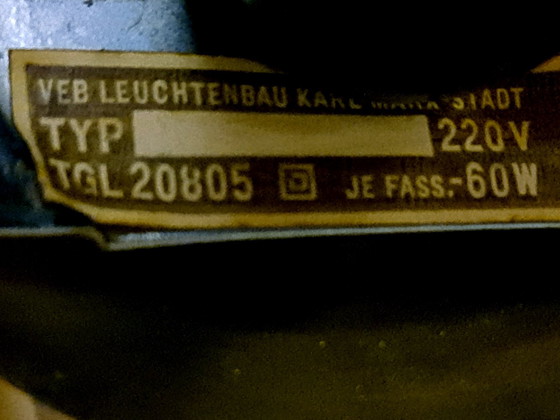 VEB LEUCHTENBAU KARL MARX STADT
TYP 220V
TGL 20805 JE FASS.-60W